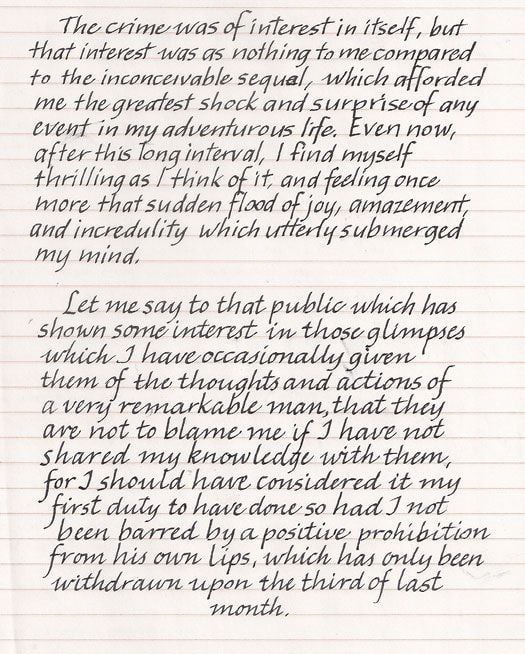 The crime was of interest in itself, but
that interest was as nothing to me compared
to the inconceivable sequel, which afforded
me the greatest shock and surprise of any
event in my adventurous life. Even now,
after this long interval, I find myself
thrilling as I think of it, and feeling once
more that sudden flood of joy, amazement,
and incredulity which utterly submerged
my mind.
Let me say to that public which has
shown some interest in those glimpses
which I have occasionally given
them of the thoughts and actions of
a very remarkable man, that they
are not to blame me if I have not
shared my knowledge with them,
for I should have considered it my
first duty to have done so had I not
been barred by a positive prohibition
from his own lips, which has only been
withdrawn upon the third of last
month.